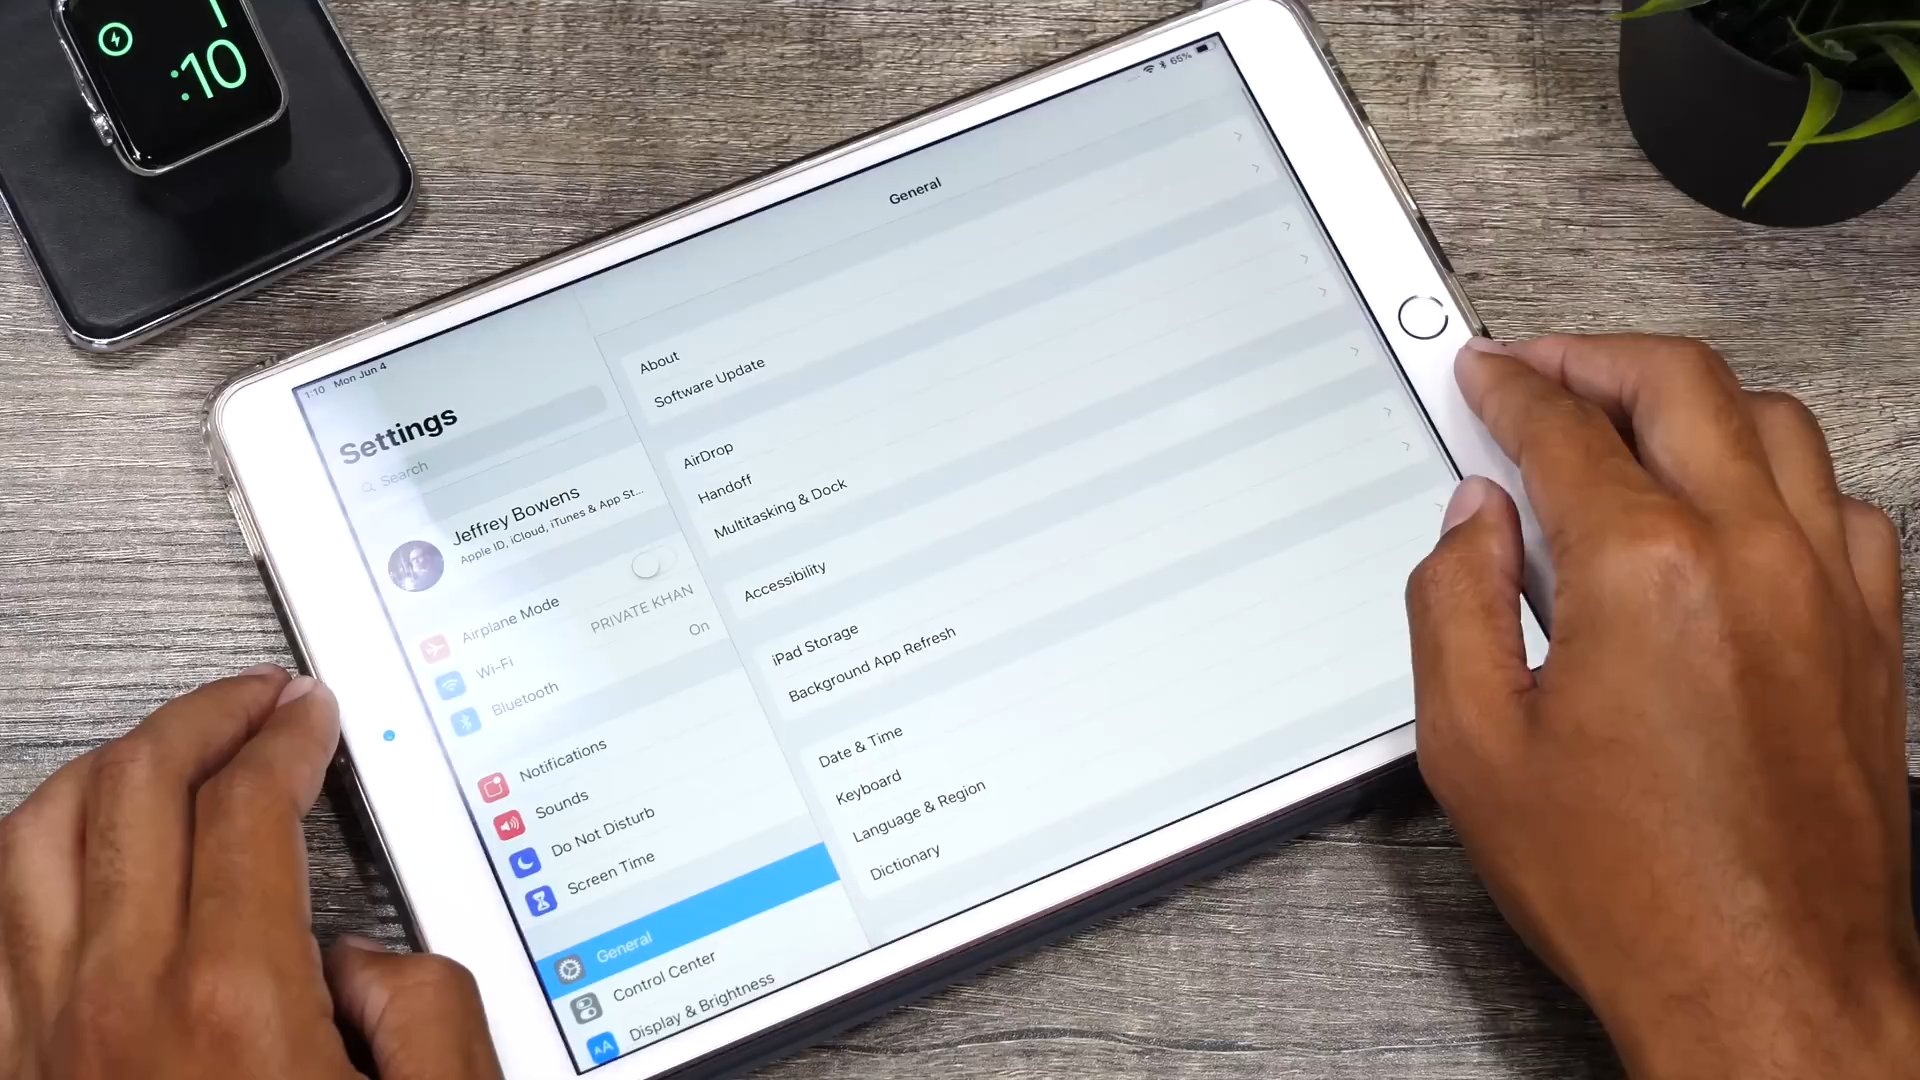 :10
1:10 Mon Jun 4
65%
Settings
Search
Jeffrey Bowens
Apple ID, iCloud, iTunes & App St...
Airplane Mode
Wi-Fi PRIVATE KHAN
Bluetooth On
Notifications
Sounds
Do Not Disturb
Screen Time
General
Control Center
AA Display & Brightness
General
About
Software Update
AirDrop
Handoff
Multitasking & Dock
Accessibility
iPad Storage
Background App Refresh
Date & Time
Keyboard
Language & Region
Dictionary